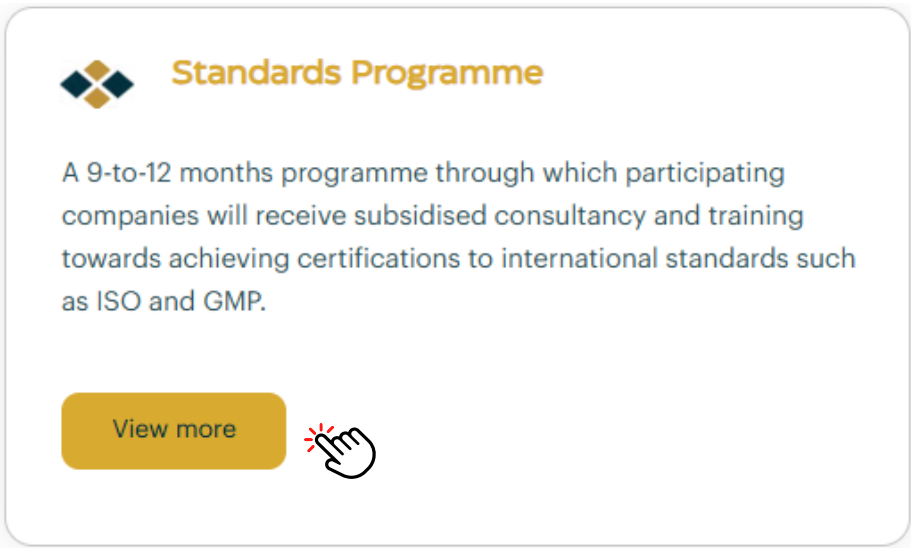 Standards Programme
A 9-to-12 months programme through which participating
companies will receive subsidised consultancy and training
towards achieving certifications to international standards such
as ISO and GMP.
View more